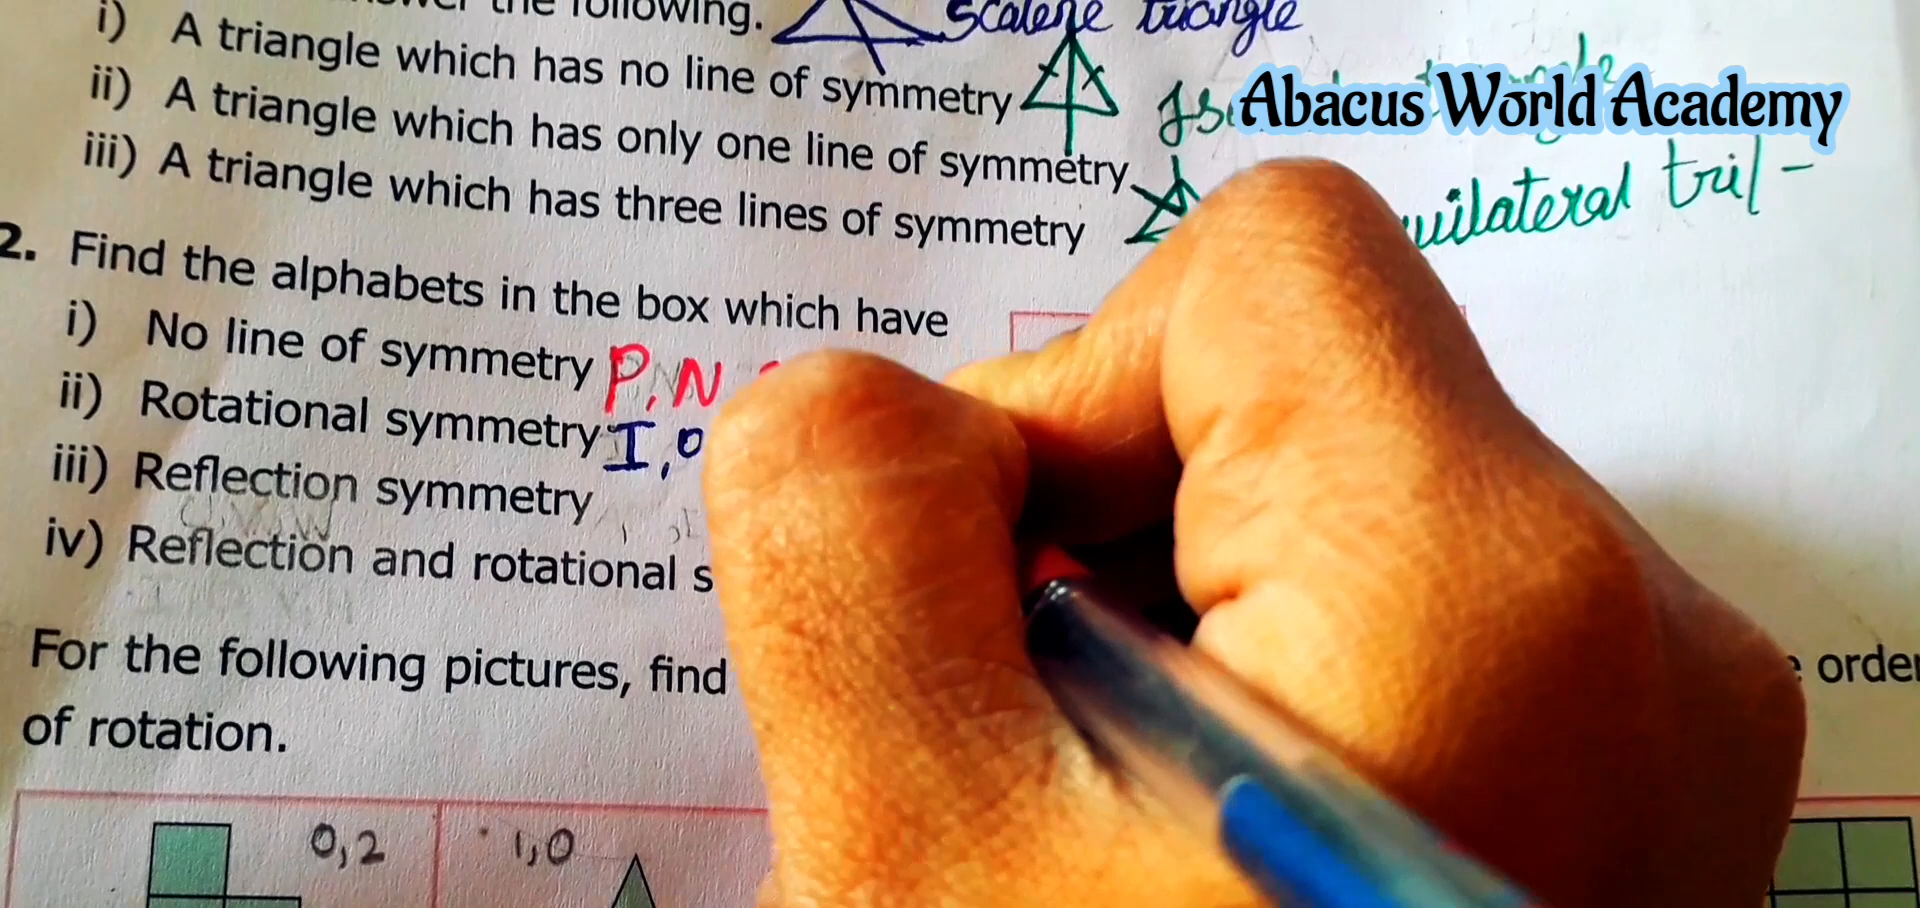 the following. scalene triangle
i) A triangle which has no line of symmetry
Abacus World Academy
ii) A triangle which has only one line of symmetry
iii) A triangle which has three lines of symmetry
2. Find the alphabets in the box which have
i) No line of symmetry P, N
ii) Rotational symmetry I, O
iii) Reflection symmetry
iv) Reflection and rotational s
For the following pictures, find
order
of rotation.
0,2 1,0